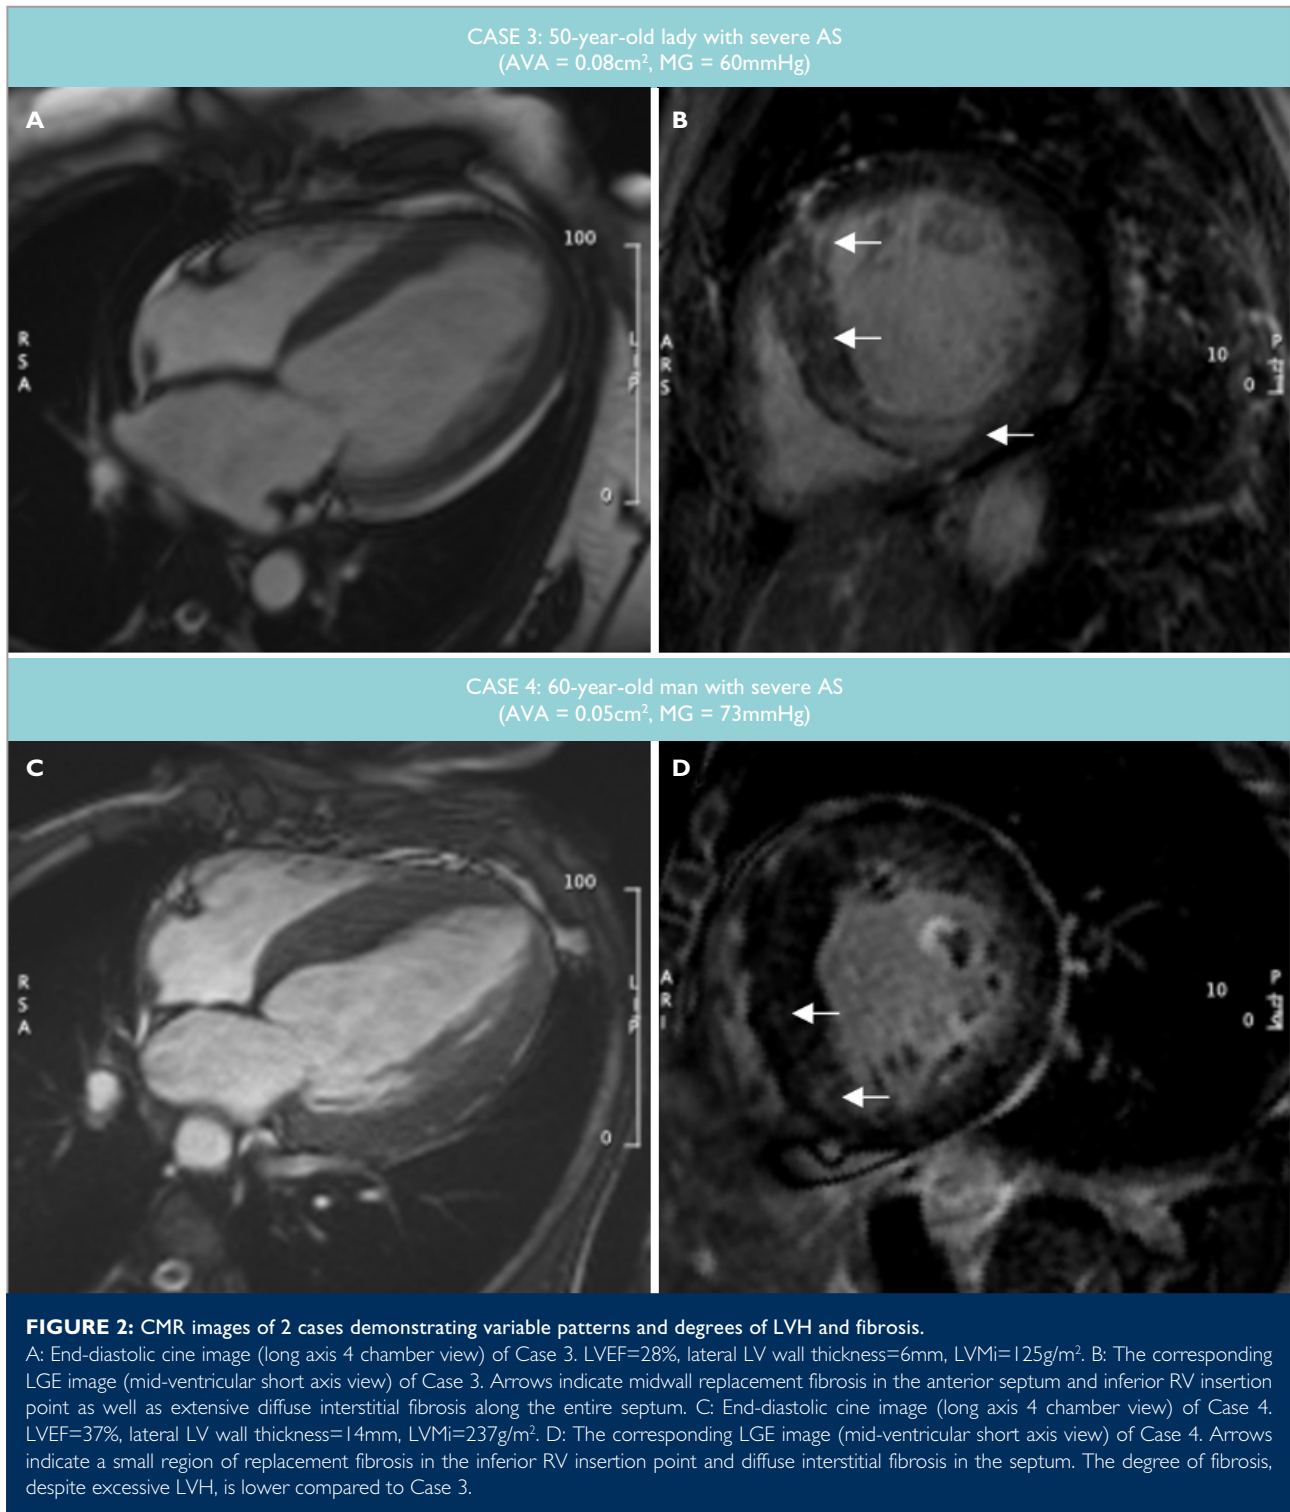 CASE 3: 50-year-old lady with severe AS
(AVA = 0.08cm², MG = 60mmHg)
A
B
100
R
S
A
L
I
P
0
A
R
S
10
0
P
CASE 4: 60-year-old man with severe AS
(AVA = 0.05cm², MG = 73mmHg)
C
D
100
R
S
A
L
I
P
0
A
R
I
10
0
P
FIGURE 2: CMR images of 2 cases demonstrating variable patterns and degrees of LVH and fibrosis.
A: End-diastolic cine image (long axis 4 chamber view) of Case 3. LVEF=28%, lateral LV wall thickness=6mm, LVMi=125g/m². B: The corresponding
LGE image (mid-ventricular short axis view) of Case 3. Arrows indicate midwall replacement fibrosis in the anterior septum and inferior RV insertion
point as well as extensive diffuse interstitial fibrosis along the entire septum. C: End-diastolic cine image (long axis 4 chamber view) of Case 4.
LVEF=37%, lateral LV wall thickness=14mm, LVMi=237g/m². D: The corresponding LGE image (mid-ventricular short axis view) of Case 4. Arrows
indicate a small region of replacement fibrosis in the inferior RV insertion point and diffuse interstitial fibrosis in the septum. The degree of fibrosis,
despite excessive LVH, is lower compared to Case 3.